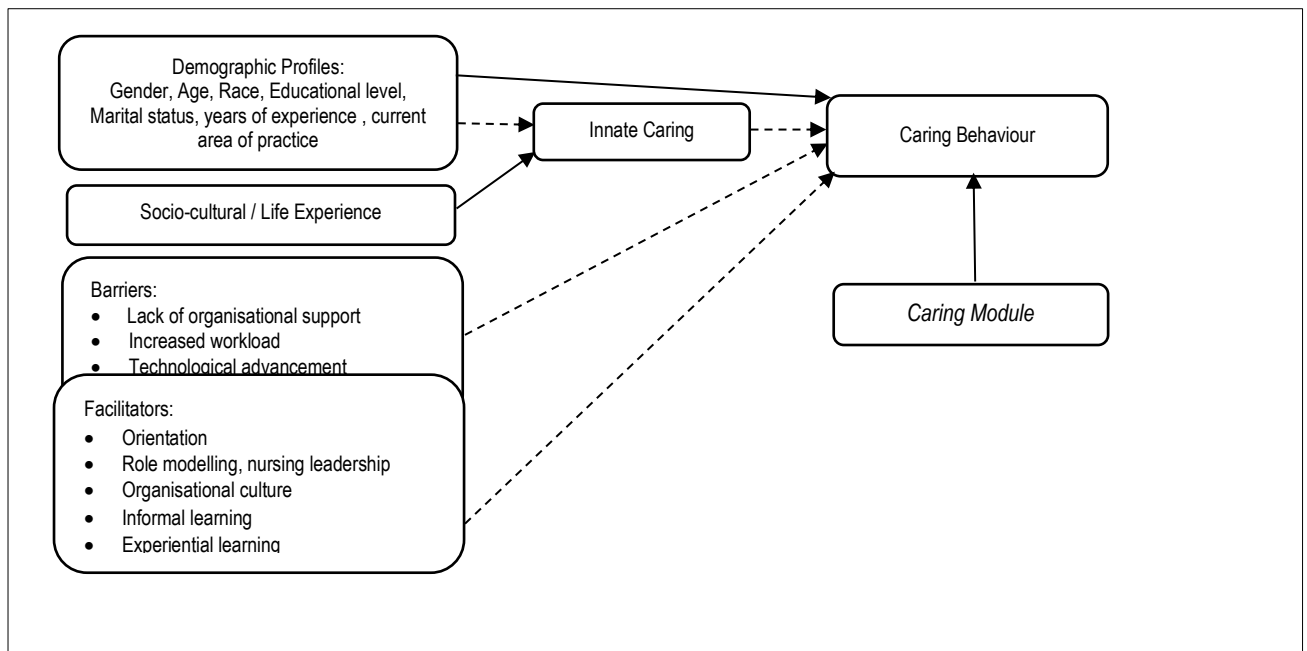 Demographic Profiles:
Gender, Age, Race, Educational level,
Marital status, years of experience , current
area of practice
Innate Caring
Caring Behaviour
Socio-cultural / Life Experience
Barriers:
• Lack of organisational support
• Increased workload
• Technological advancement
Caring Module
Facilitators:
• Orientation
• Role modelling, nursing leadership
• Organisational culture
• Informal learning
• Experiential learning